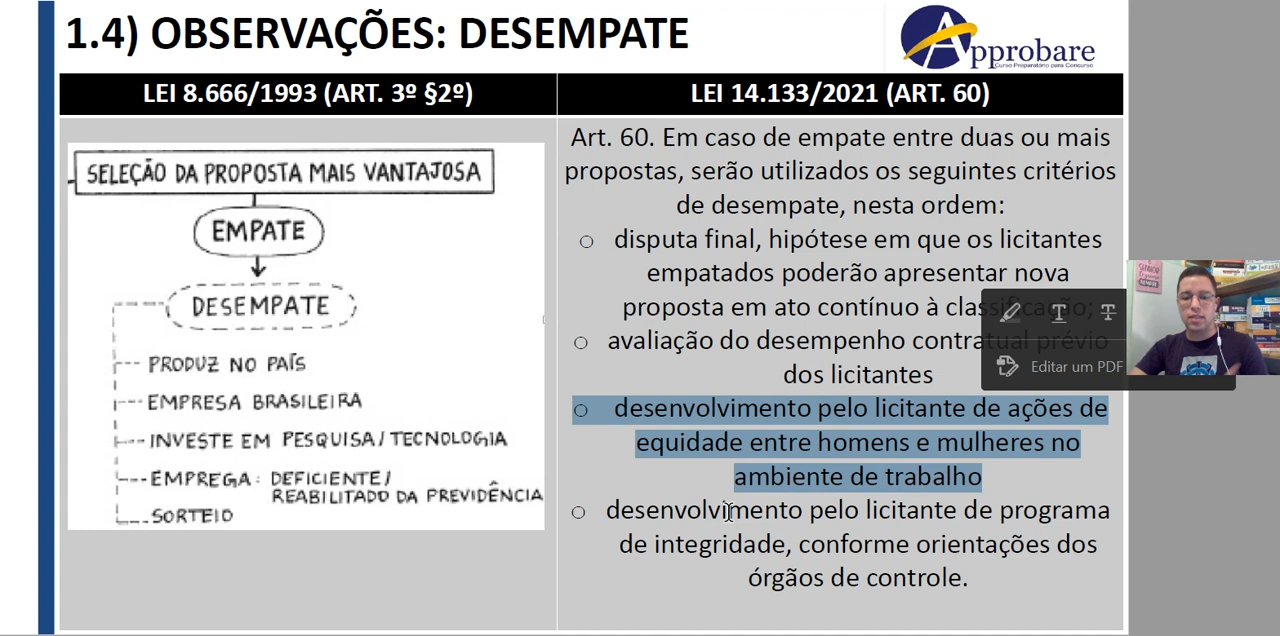 1.4) OBSERVAÇÕES: DESEMPATE
Approbare
Curso Preparatório para Concurso
LEI 8.666/1993 (ART. 3º §2º)
SELEÇÃO DA PROPOSTA MAIS VANTAJOSA
EMPATE
DESEMPATE
PRODUZ NO PAÍS
EMPRESA BRASILEIRA
INVESTE EM PESQUISA/TECNOLOGIA
EMPREGA: DEFICIENTE/
REABILITADO DA PREVIDÊNCIA
SORTEIO
LEI 14.133/2021 (ART. 60)
Art. 60. Em caso de empate entre duas ou mais
propostas, serão utilizados os seguintes critérios
de desempate, nesta ordem:
disputa final, hipótese em que os licitantes
empatados poderão apresentar nova
proposta em ato contínuo à classificação;
avaliação do desempenho contratual prévio
dos licitantes
desenvolvimento pelo licitante de ações de
equidade entre homens e mulheres no
ambiente de trabalho
desenvolvimento pelo licitante de programa
de integridade, conforme orientações dos
órgãos de controle.
Editar um PDF